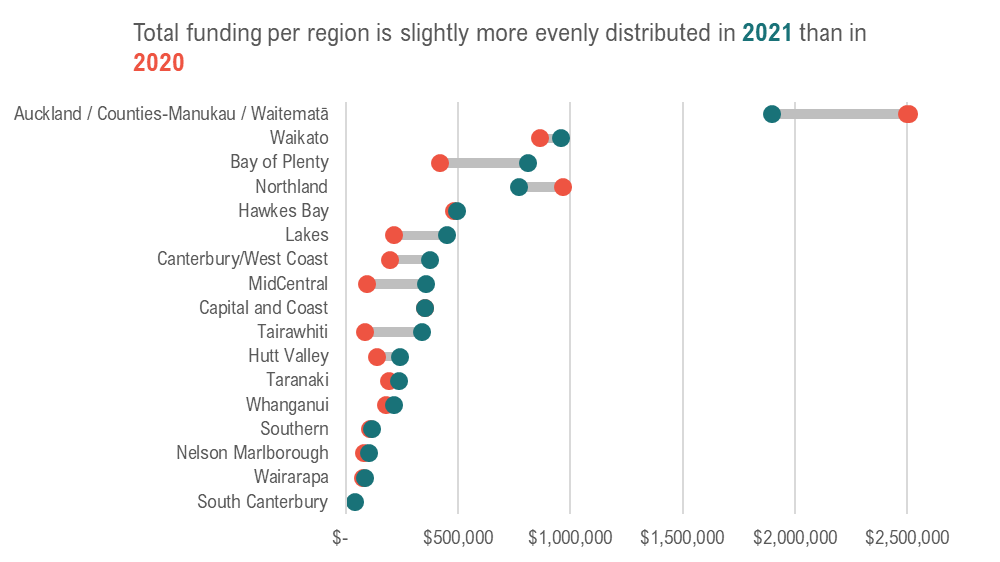 Total funding per region is slightly more evenly distributed in 2021 than in
2020
Auckland / Counties-Manukau / Waitematā
Waikato
Bay of Plenty
Northland
Hawkes Bay
Lakes
Canterbury/West Coast
MidCentral
Capital and Coast
Tairawhiti
Hutt Valley
Taranaki
Whanganui
Southern
Nelson Marlborough
Wairarapa
South Canterbury
$- $500,000 $1,000,000 $1,500,000 $2,000,000 $2,500,000